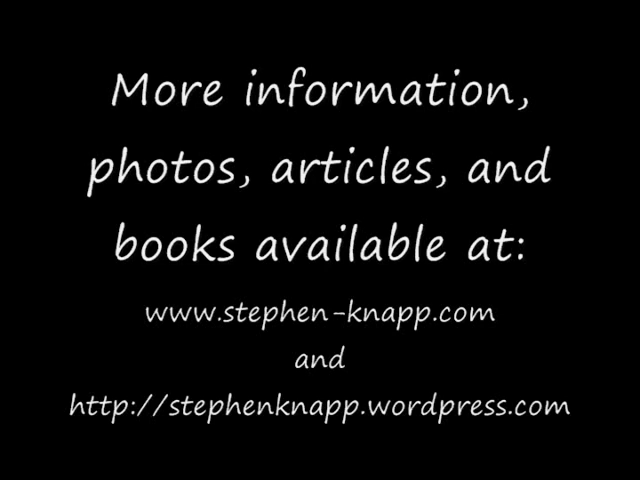 More information,
photos, articles, and
books available at:
www.stephen-knapp.com
and
http://stephenknapp.wordpress.com